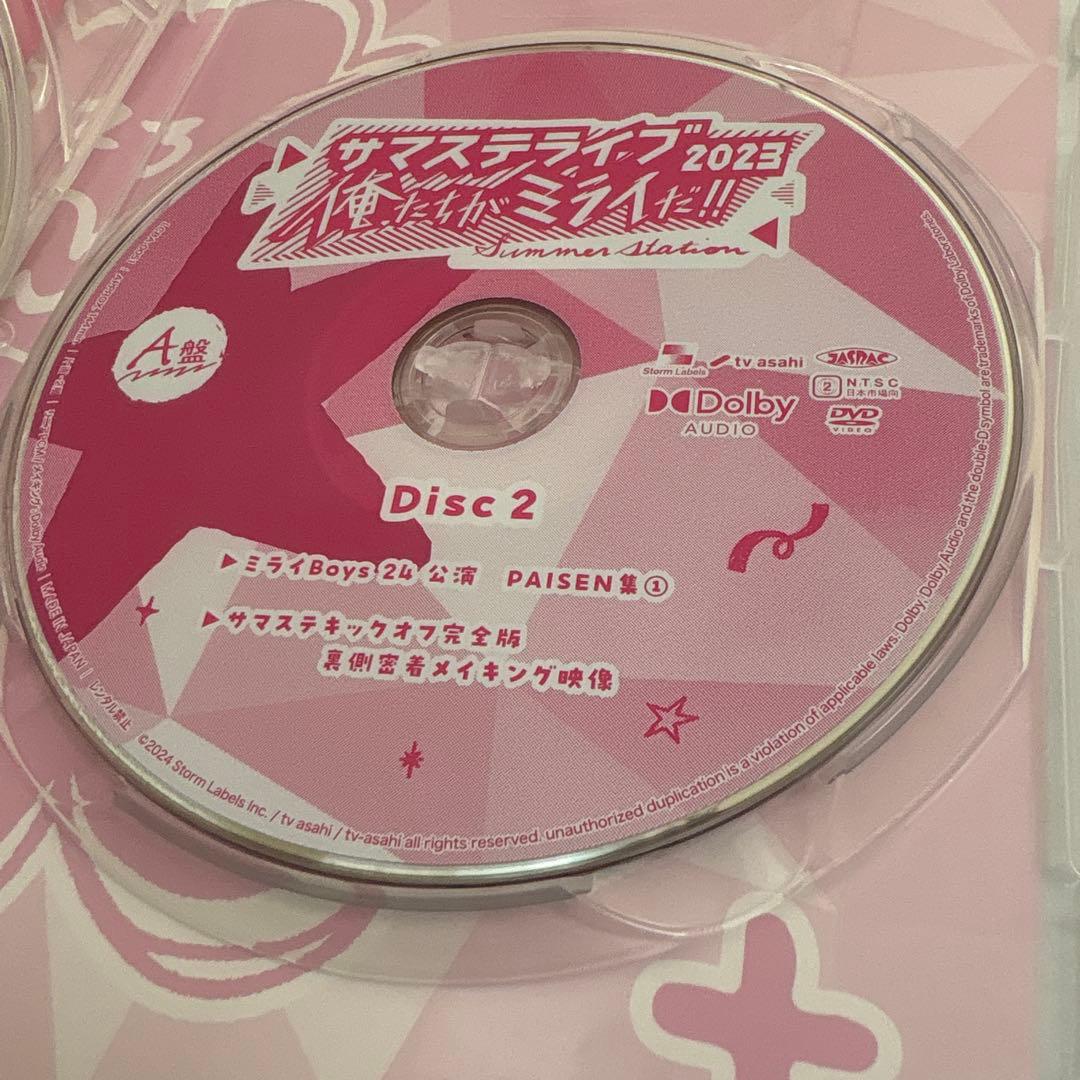 サマステライブ2023
俺たちがミライだ!!
Summer Station
A盤
Storm Labels
tv asahi
JASRAC
Dolby
AUDIO
2 NTSC
日本市場向
DVD
VIDEO
Disc 2
▶ミライBoys 24 公演 PAISEN集①
▶サマステキックオフ完全版
裏側密着メイキング映像
MADE IN JAPAN | レンタル禁止
©2024 Storm Labels Inc. / tv asahi / tv-asahi all rights reserved. unauthorized duplication is a violation of applicable laws. Dolby, Dolby Audio and the double-D symbol are trademarks of Dolby Laboratories.